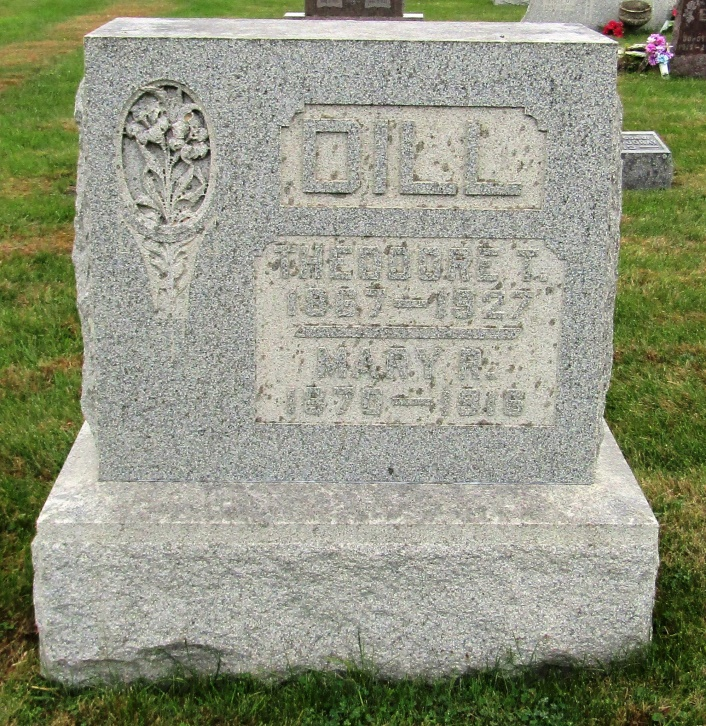 DILL
THEODORE T.
1867—1927
MARY R.
1870—1916